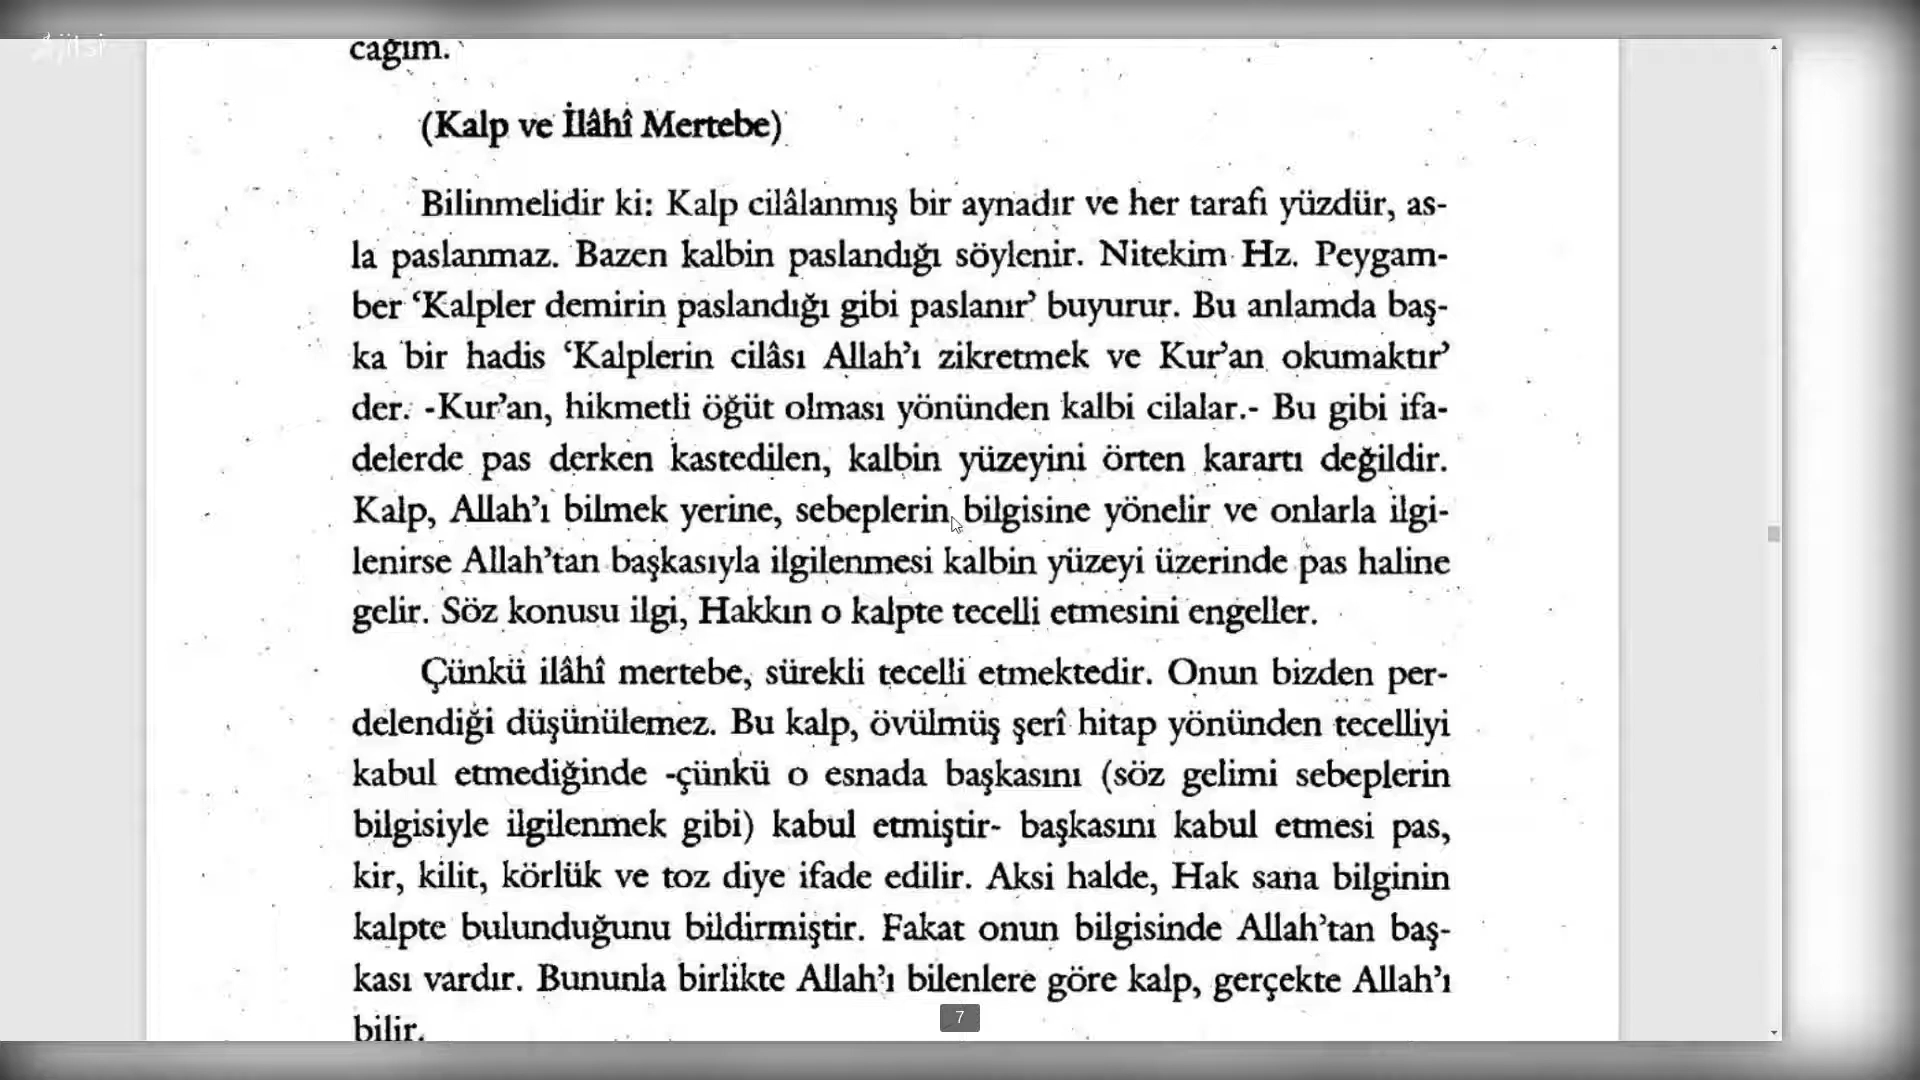 Jitsi
cağım.
(Kalp ve İlâhî Mertebe)
Bilinmelidir ki: Kalp cilâlanmış bir aynadır ve her tarafı yüzdür, as-
la paslanmaz. Bazen kalbin paslandığı söylenir. Nitekim Hz. Peygam-
ber ‘Kalpler demirin paslandığı gibi paslanır’ buyurur. Bu anlamda baş-
ka bir hadis ‘Kalplerin cilâsı Allah’ı zikretmek ve Kur’an okumaktır’
der. -Kur’an, hikmetli öğüt olması yönünden kalbi cilalar.- Bu gibi ifa-
delerde pas derken kastedilen, kalbin yüzeyini örten karartı değildir.
Kalp, Allah’ı bilmek yerine, sebeplerin bilgisine yönelir ve onlarla ilgi-
lenirse Allah’tan başkasıyla ilgilenmesi kalbin yüzeyi üzerinde pas haline
gelir. Söz konusu ilgi, Hakkın o kalpte tecelli etmesini engeller.
Çünkü ilâhî mertebe, sürekli tecelli etmektedir. Onun bizden per-
delendiği düşünülemez. Bu kalp, övülmüş şerî hitap yönünden tecelliyi
kabul etmediğinde -çünkü o esnada başkasını (söz gelimi sebeplerin
bilgisiyle ilgilenmek gibi) kabul etmiştir- başkasını kabul etmesi pas,
kir, kilit, körlük ve toz diye ifade edilir. Aksi halde, Hak sana bilginin
kalpte bulunduğunu bildirmiştir. Fakat onun bilgisinde Allah’tan baş-
kası vardır. Bununla birlikte Allah’ı bilenlere göre kalp, gerçekte Allah’ı
bilir.
7